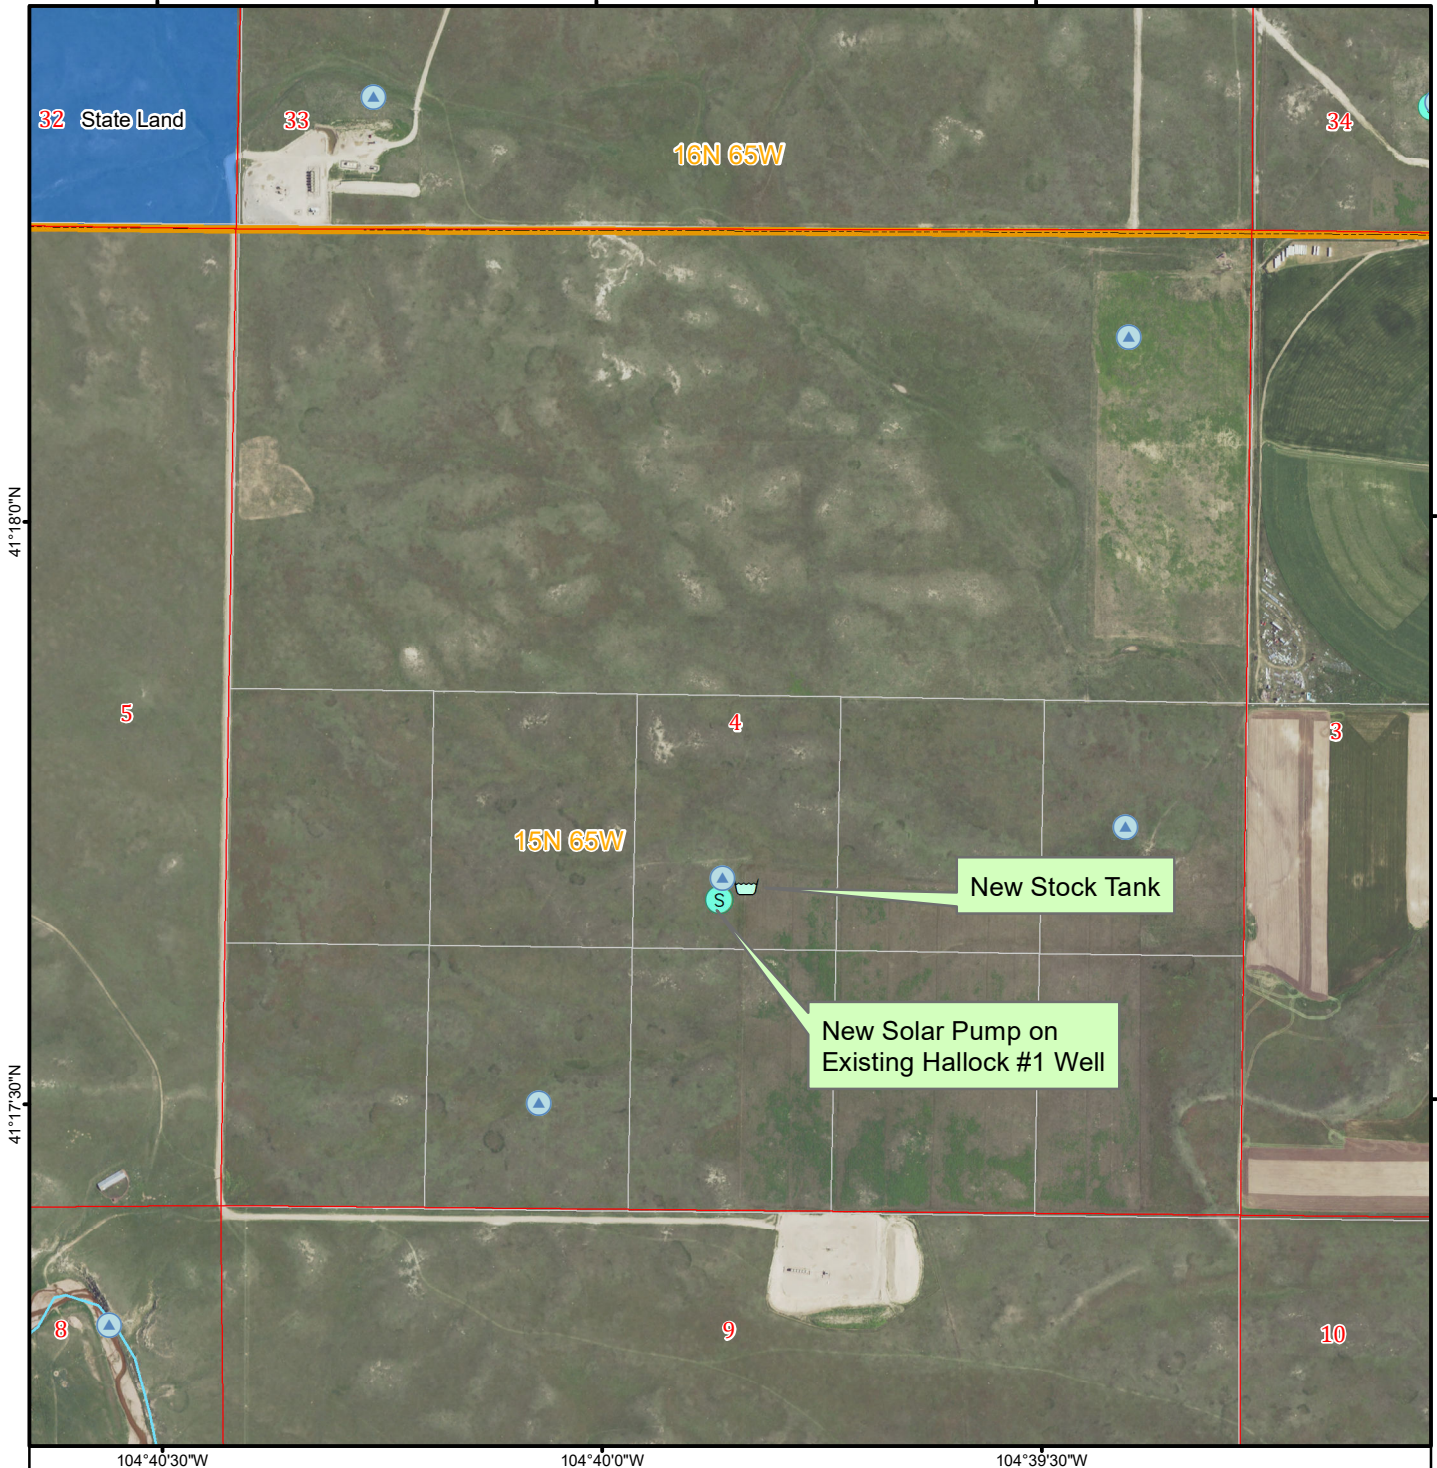 32 State Land
33
34
16N 65W
41°18'0"N
5
4
3
15N 65W
New Stock Tank
S
New Solar Pump on
Existing Hallock #1 Well
41°17'30"N
8
9
10
104°40'30"W
104°40'0"W
104°39'30"W